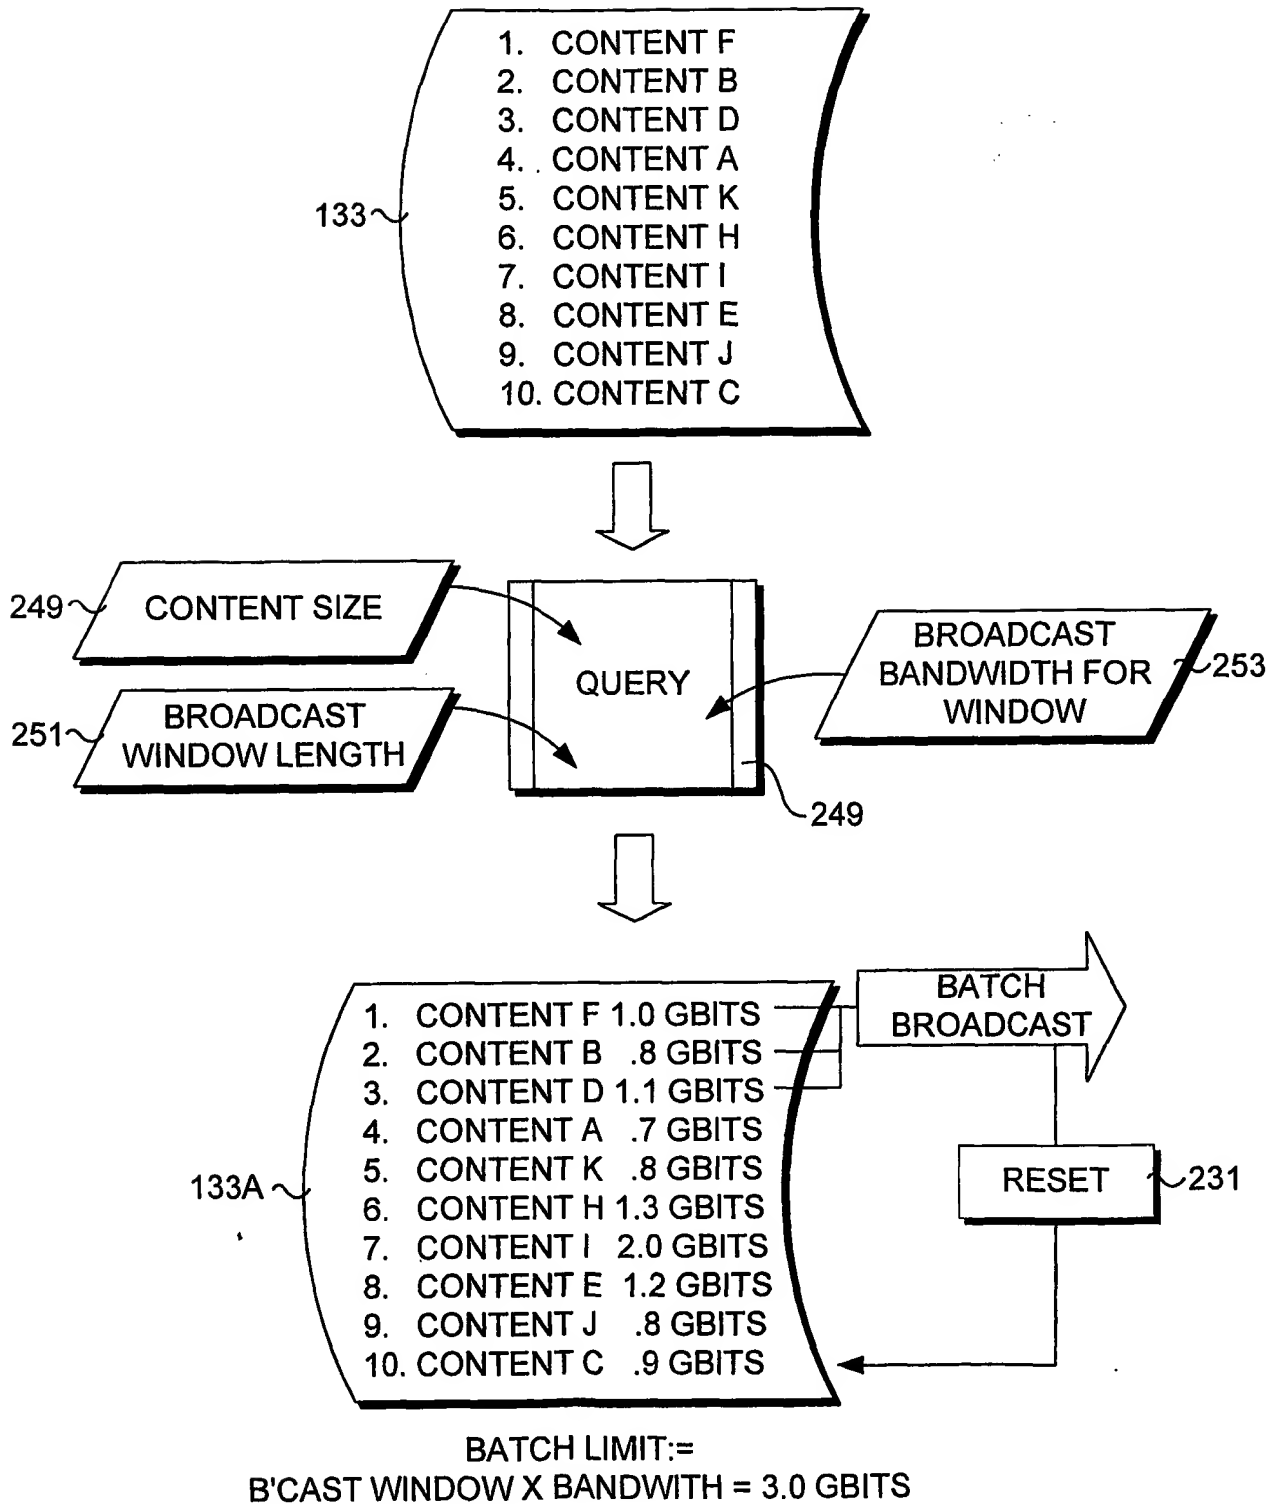 1. CONTENT F
2. CONTENT B
3. CONTENT D
4. CONTENT A
5. CONTENT K
6. CONTENT H
7. CONTENT I
8. CONTENT E
9. CONTENT J
10. CONTENT C
133
249
CONTENT SIZE
251
BROADCAST
WINDOW LENGTH
QUERY
249
BROADCAST
BANDWIDTH FOR
WINDOW
253
1. CONTENT F 1.0 GBITS
2. CONTENT B .8 GBITS
3. CONTENT D 1.1 GBITS
4. CONTENT A .7 GBITS
5. CONTENT K .8 GBITS
6. CONTENT H 1.3 GBITS
7. CONTENT I 2.0 GBITS
8. CONTENT E 1.2 GBITS
9. CONTENT J .8 GBITS
10. CONTENT C .9 GBITS
133A
BATCH
BROADCAST
RESET
231
BATCH LIMIT:=
B'CAST WINDOW X BANDWITH = 3.0 GBITS